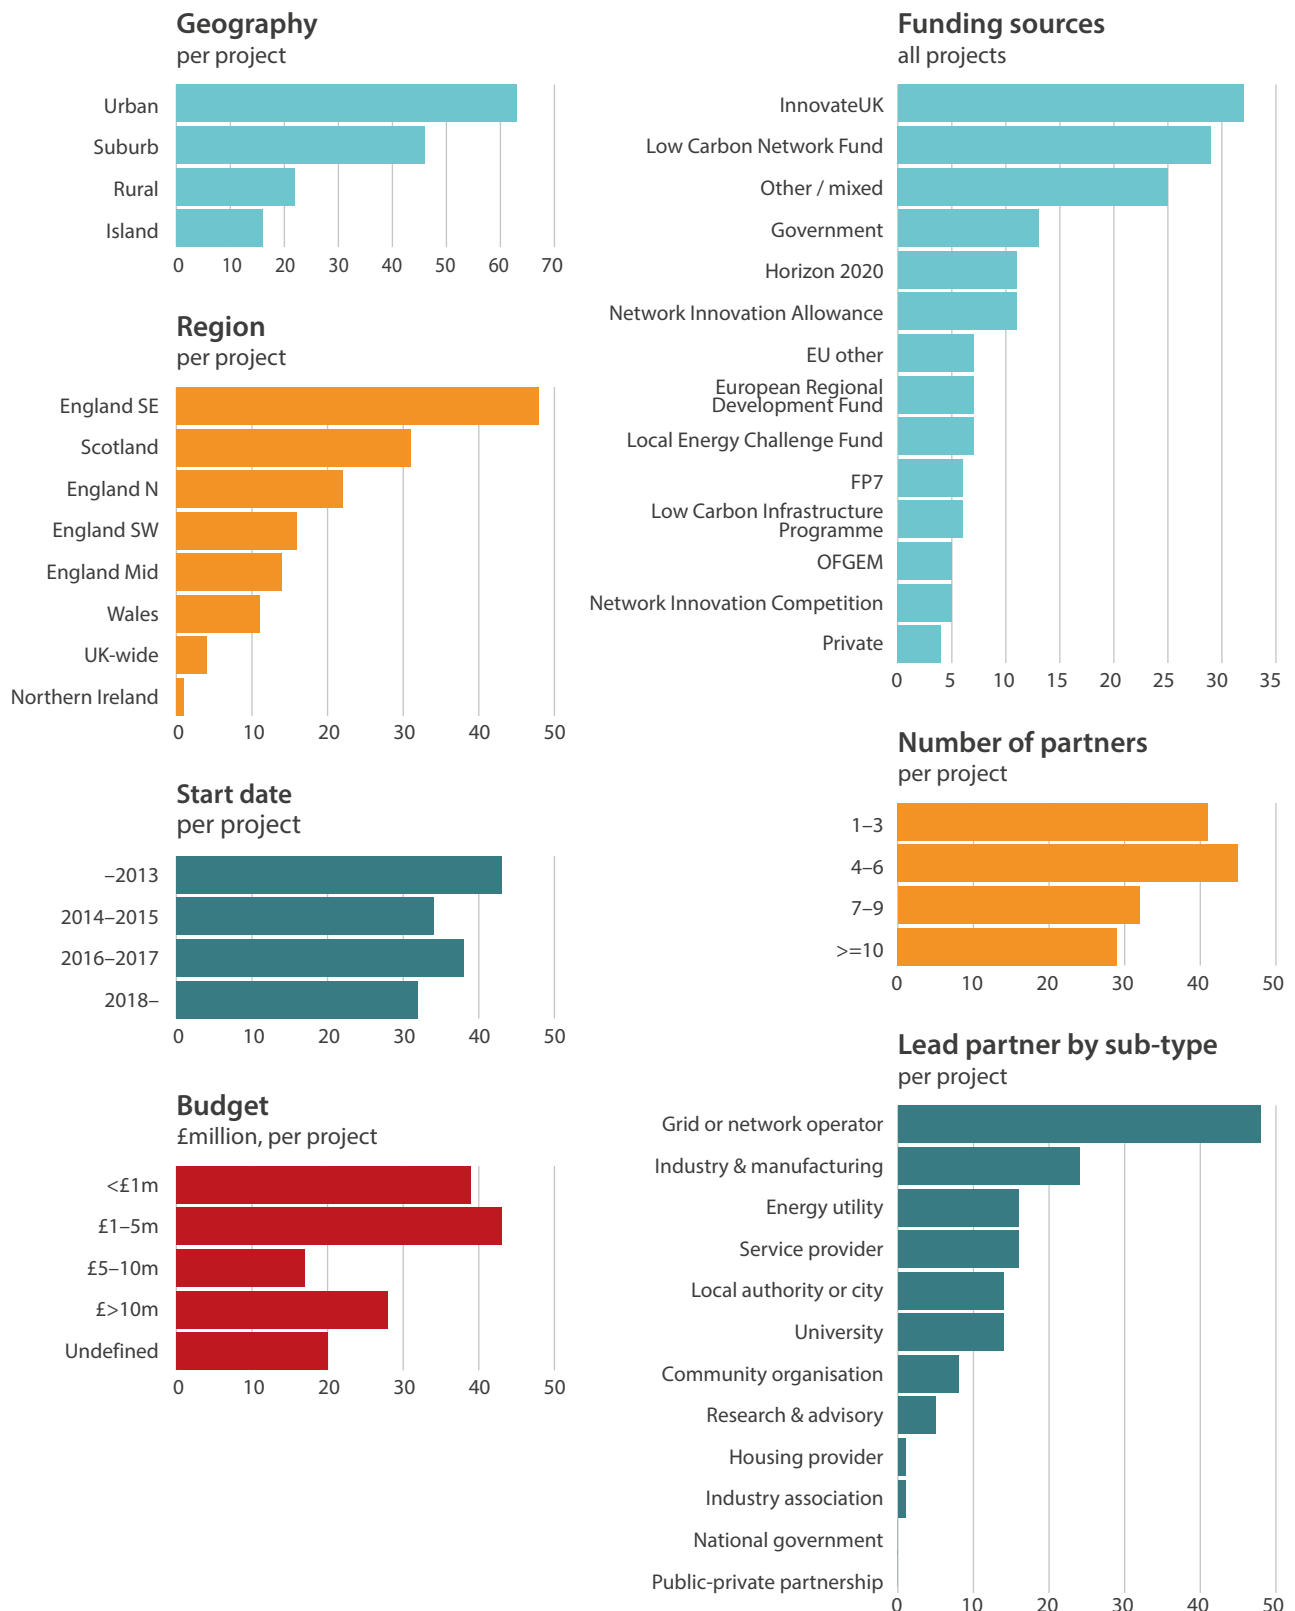 Geography
per project
Urban
Suburb
Rural
Island
0 10 20 30 40 50 60 70
Region
per project
England SE
Scotland
England N
England SW
England Mid
Wales
UK-wide
Northern Ireland
0 10 20 30 40 50
Start date
per project
–2013
2014–2015
2016–2017
2018–
0 10 20 30 40 50
Budget
£million, per project
<£1m
£1–5m
£5–10m
£>10m
Undefined
0 10 20 30 40 50
Funding sources
all projects
InnovateUK
Low Carbon Network Fund
Other / mixed
Government
Horizon 2020
Network Innovation Allowance
EU other
European Regional
Development Fund
Local Energy Challenge Fund
FP7
Low Carbon Infrastructure
Programme
OFGEM
Network Innovation Competition
Private
0 5 10 15 20 25 30 35
Number of partners
per project
1–3
4–6
7–9
>=10
0 10 20 30 40 50
Lead partner by sub-type
per project
Grid or network operator
Industry & manufacturing
Energy utility
Service provider
Local authority or city
University
Community organisation
Research & advisory
Housing provider
Industry association
National government
Public-private partnership
0 10 20 30 40 50